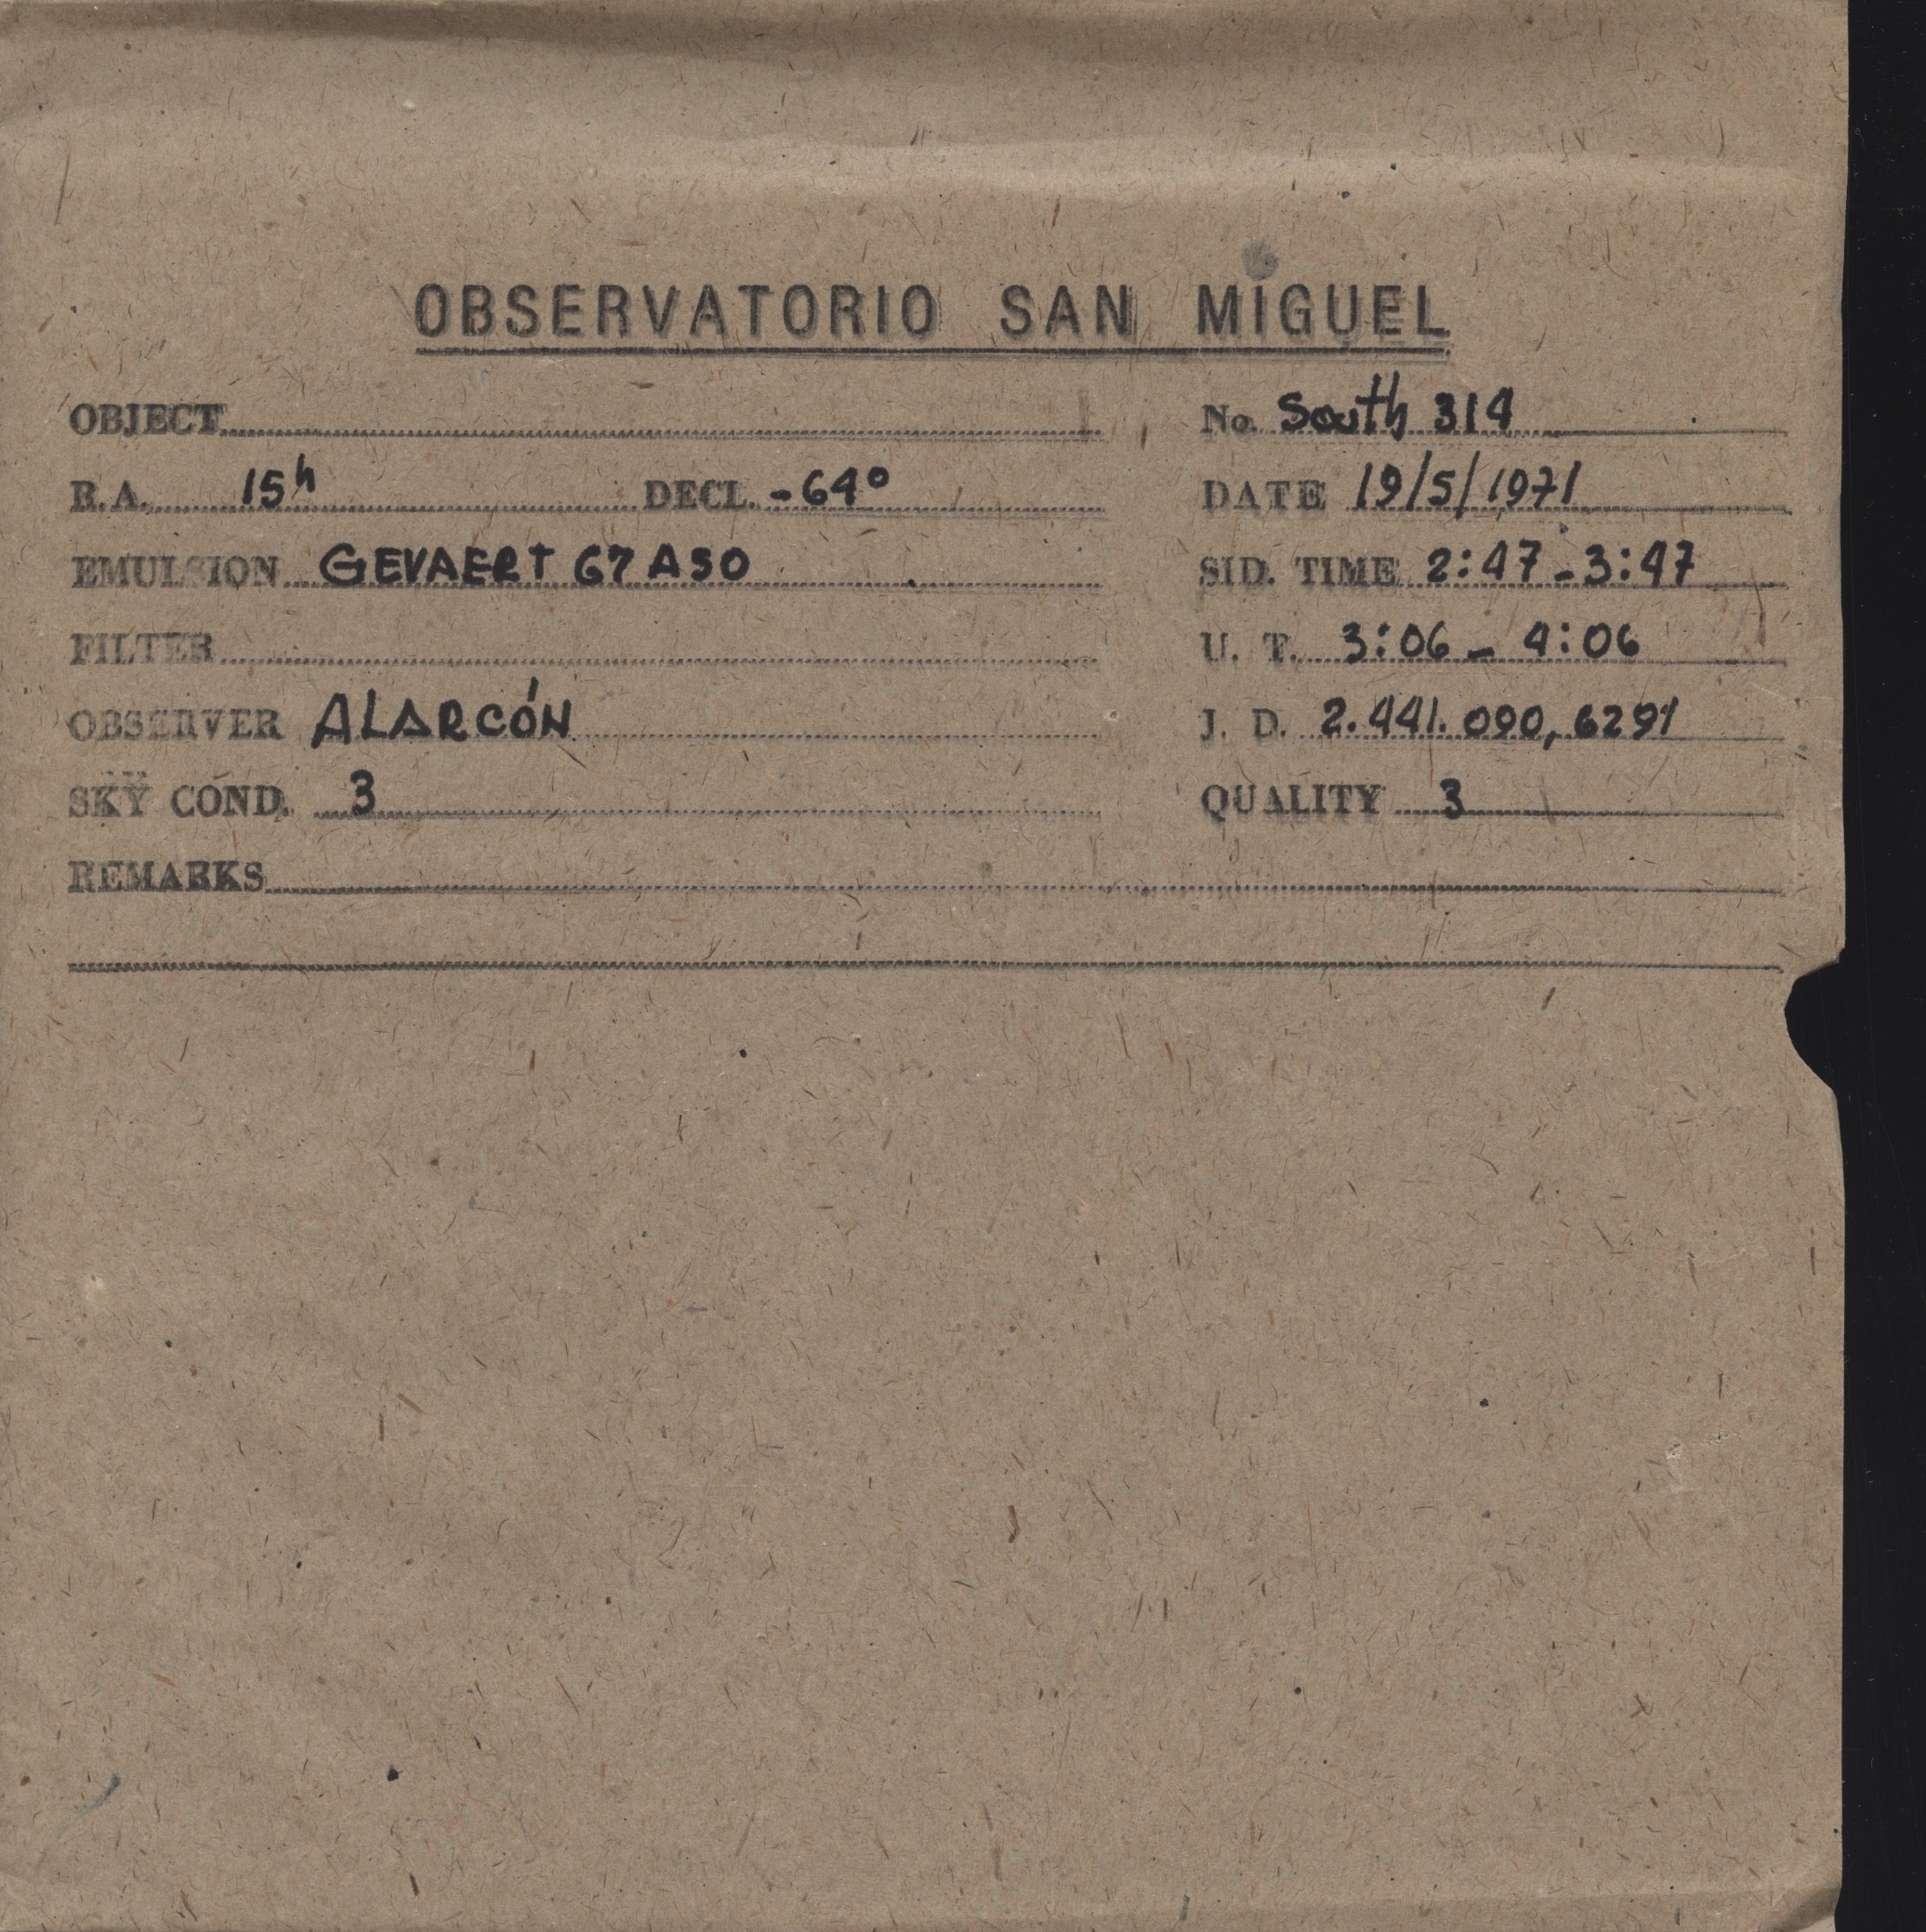 OBSERVATORIO SAN MIGUEL
OBJECT
No. South 314
R.A. 15h DECL. -64°
DATE 19/5/1971
EMULSION GEVAERT 67 A50
SID. TIME 2:47 - 3:47
FILTER
U. T. 3:06 - 4:06
OBSERVER ALARCÓN
J. D. 2.441.090,6291
SKY COND. 3
QUALITY 3
REMARKS